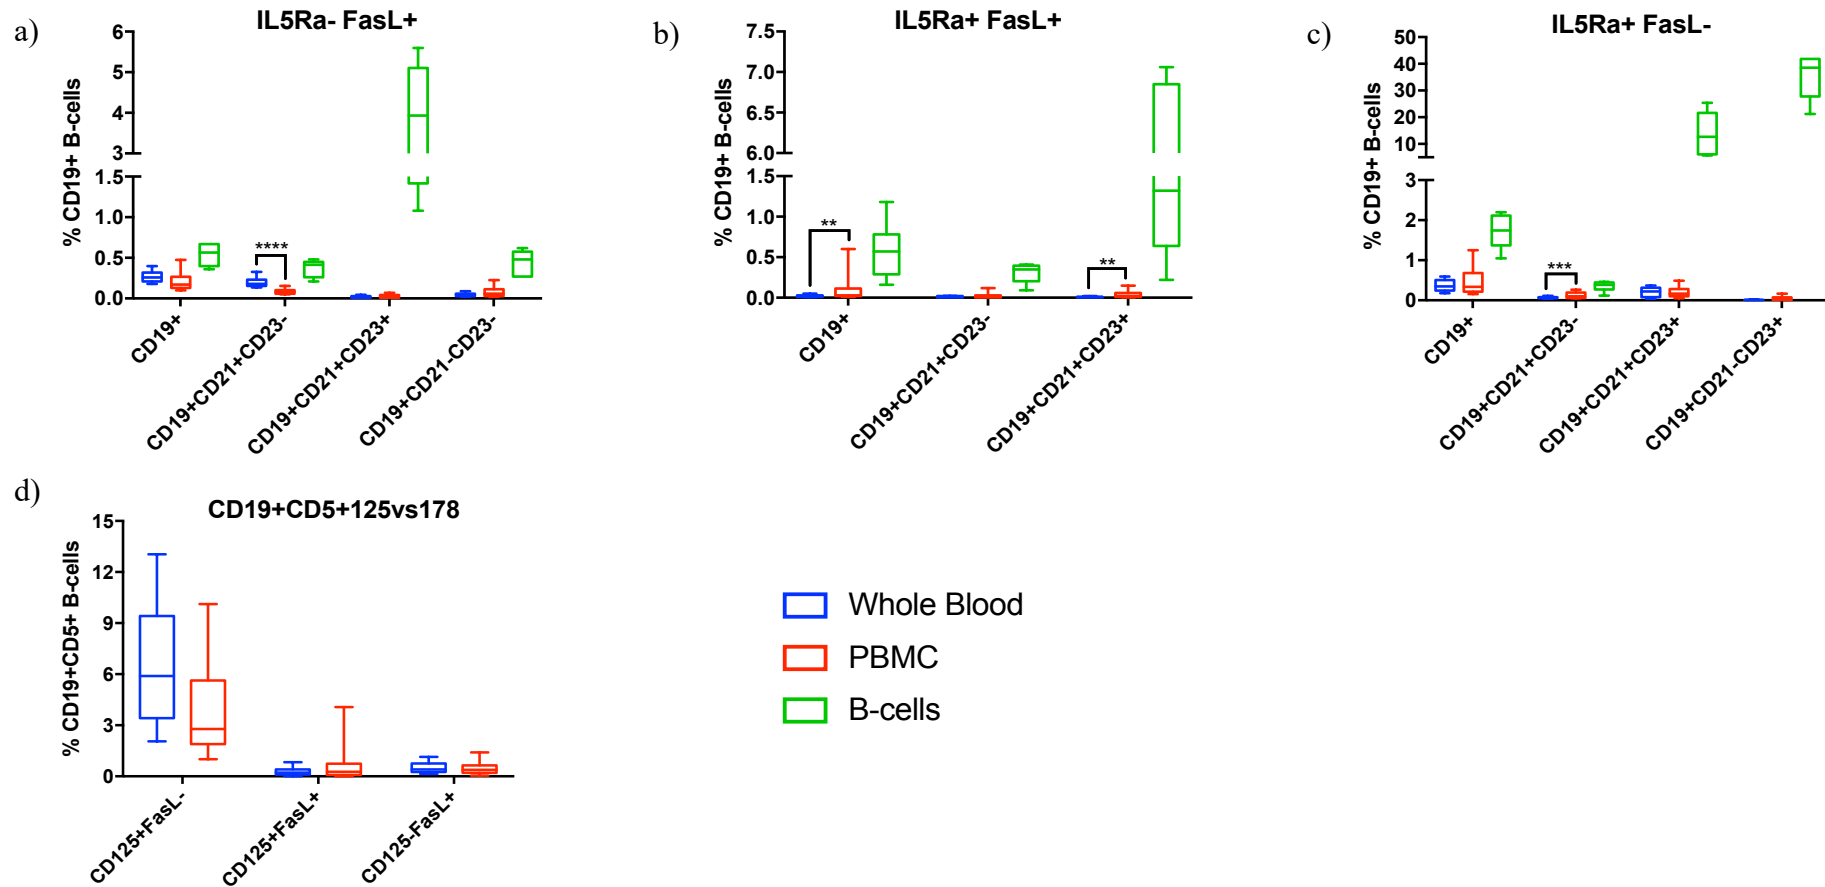 a)
IL5Ra- FasL+
% CD19+ B-cells
6
5
4
3
1.5
1.0
0.5
0.0
****
CD19+
CD19+CD21+CD23-
CD19+CD21+CD23+
CD19+CD21-CD23-
b)
IL5Ra+ FasL+
% CD19+ B-cells
7.5
7.0
6.5
6.0
1.5
1.0
0.5
0.0
**
**
CD19+
CD19+CD21+CD23-
CD19+CD21+CD23+
c)
IL5Ra+ FasL-
% CD19+ B-cells
50
40
30
20
10
3
2
1
0
***
CD19+
CD19+CD21+CD23-
CD19+CD21+CD23+
CD19+CD21-CD23+
d)
CD19+CD5+125vs178
% CD19+CD5+ B-cells
15
12
9
6
3
0
CD125+FasL-
CD125+FasL+
CD125-FasL+
Whole Blood
PBMC
B-cells